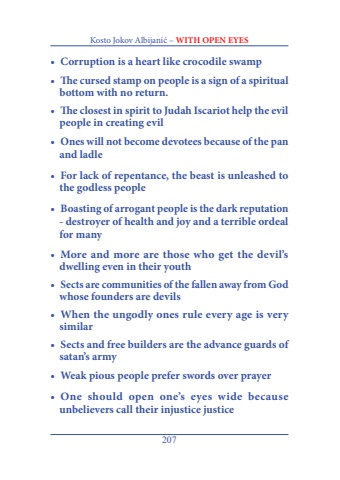 Kosto Jokov Albijanić – WITH OPEN EYES
• Corruption is a heart like crocodile swamp
• The cursed stamp on people is a sign of a spiritual
bottom with no return.
• The closest in spirit to Judah Iscariot help the evil
people in creating evil
• Ones will not become devotees because of the pan
and ladle
• For lack of repentance, the beast is unleashed to
the godless people
• Boasting of arrogant people is the dark reputation
- destroyer of health and joy and a terrible ordeal
for many
• More and more are those who get the devil's
dwelling even in their youth
• Sects are communities of the fallen away from God
whose founders are devils
• When the ungodly ones rule every age is very
similar
• Sects and free builders are the advance guards of
satan's army
• Weak pious people prefer swords over prayer
• One should open one's eyes wide because
unbelievers call their injustice justice
207